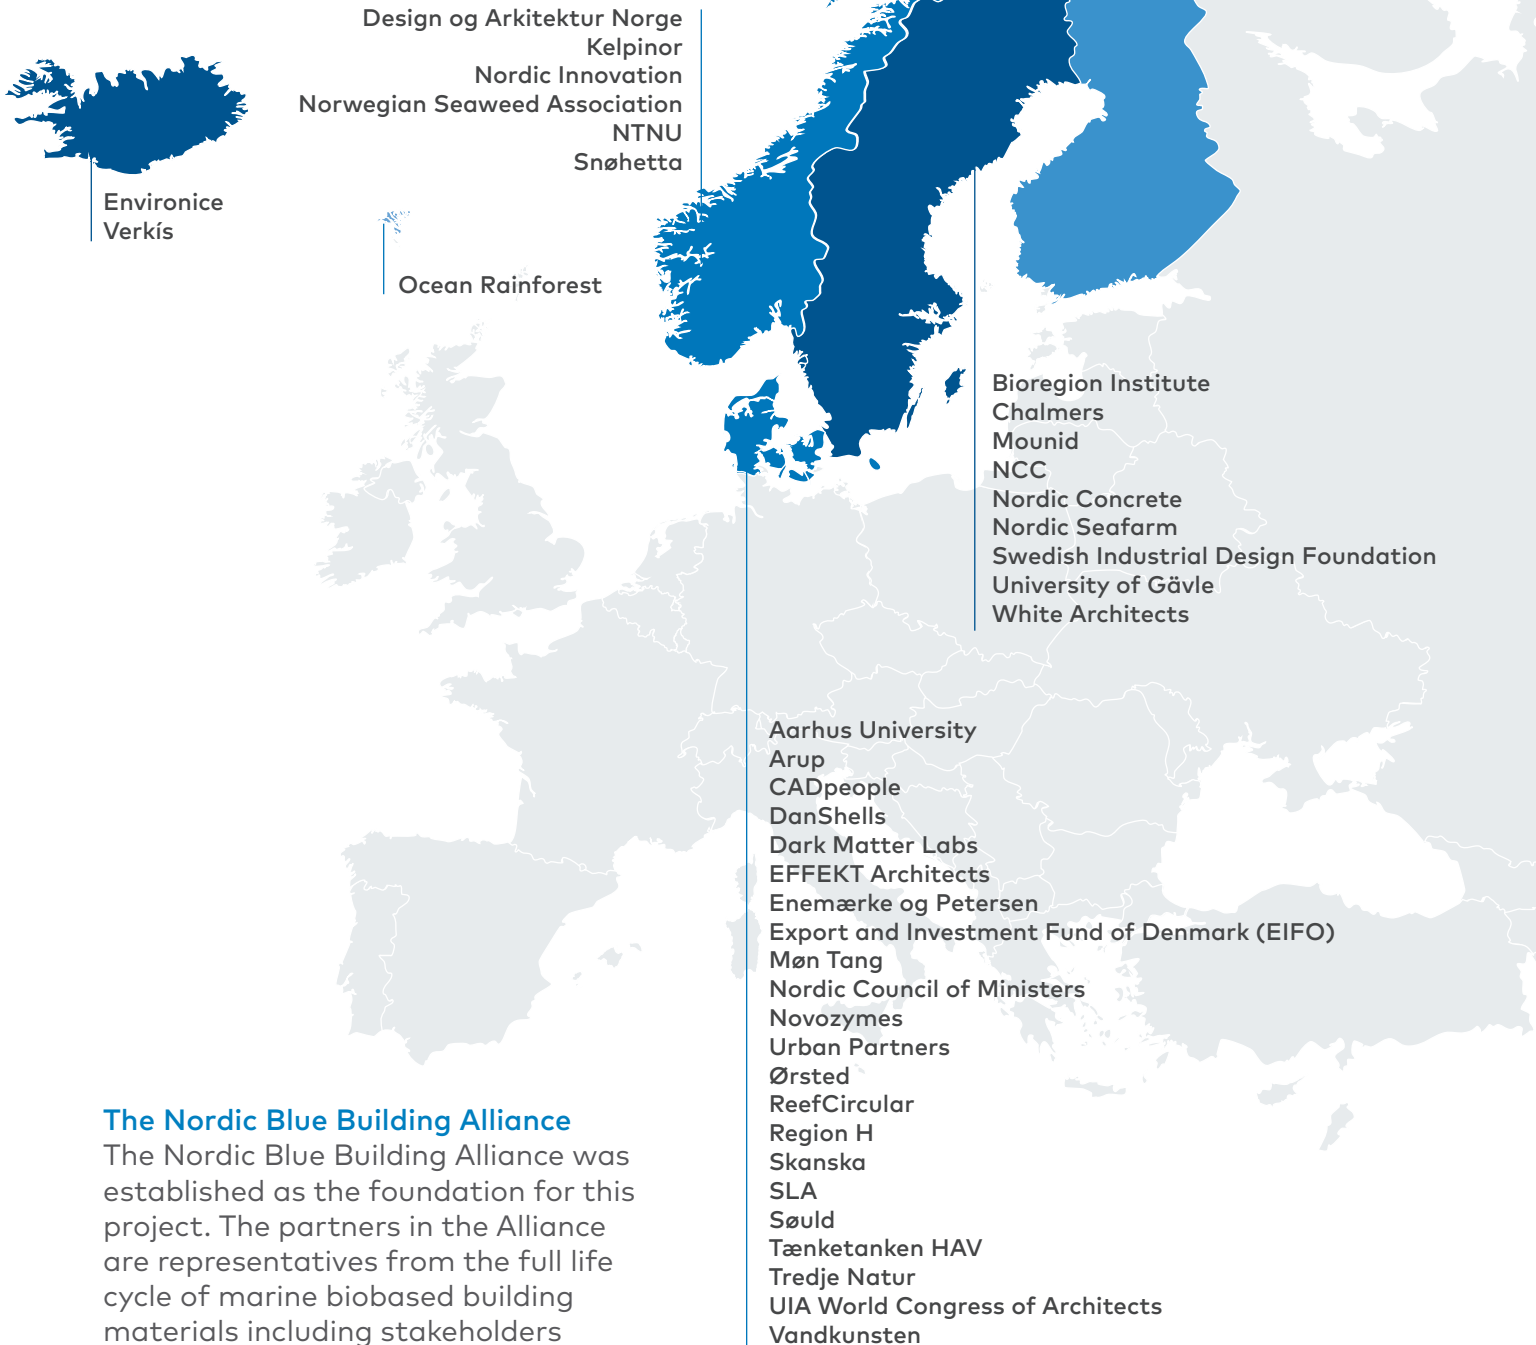 Design og Arkitektur Norge
Kelpinor
Nordic Innovation
Norwegian Seaweed Association
NTNU
Snøhetta
Environice
Verkís
Ocean Rainforest
Bioregion Institute
Chalmers
Mounid
NCC
Nordic Concrete
Nordic Seafarm
Swedish Industrial Design Foundation
University of Gävle
White Architects
Aarhus University
Arup
CADpeople
DanShells
Dark Matter Labs
EFFEKT Architects
Enemærke og Petersen
Export and Investment Fund of Denmark (EIFO)
Møn Tang
Nordic Council of Ministers
Novozymes
Urban Partners
Ørsted
ReefCircular
Region H
Skanska
SLA
Søuld
Tænketanken HAV
Tredje Natur
UIA World Congress of Architects
Vandkunsten
The Nordic Blue Building Alliance
The Nordic Blue Building Alliance was
established as the foundation for this
project. The partners in the Alliance
are representatives from the full life
cycle of marine biobased building
materials including stakeholders